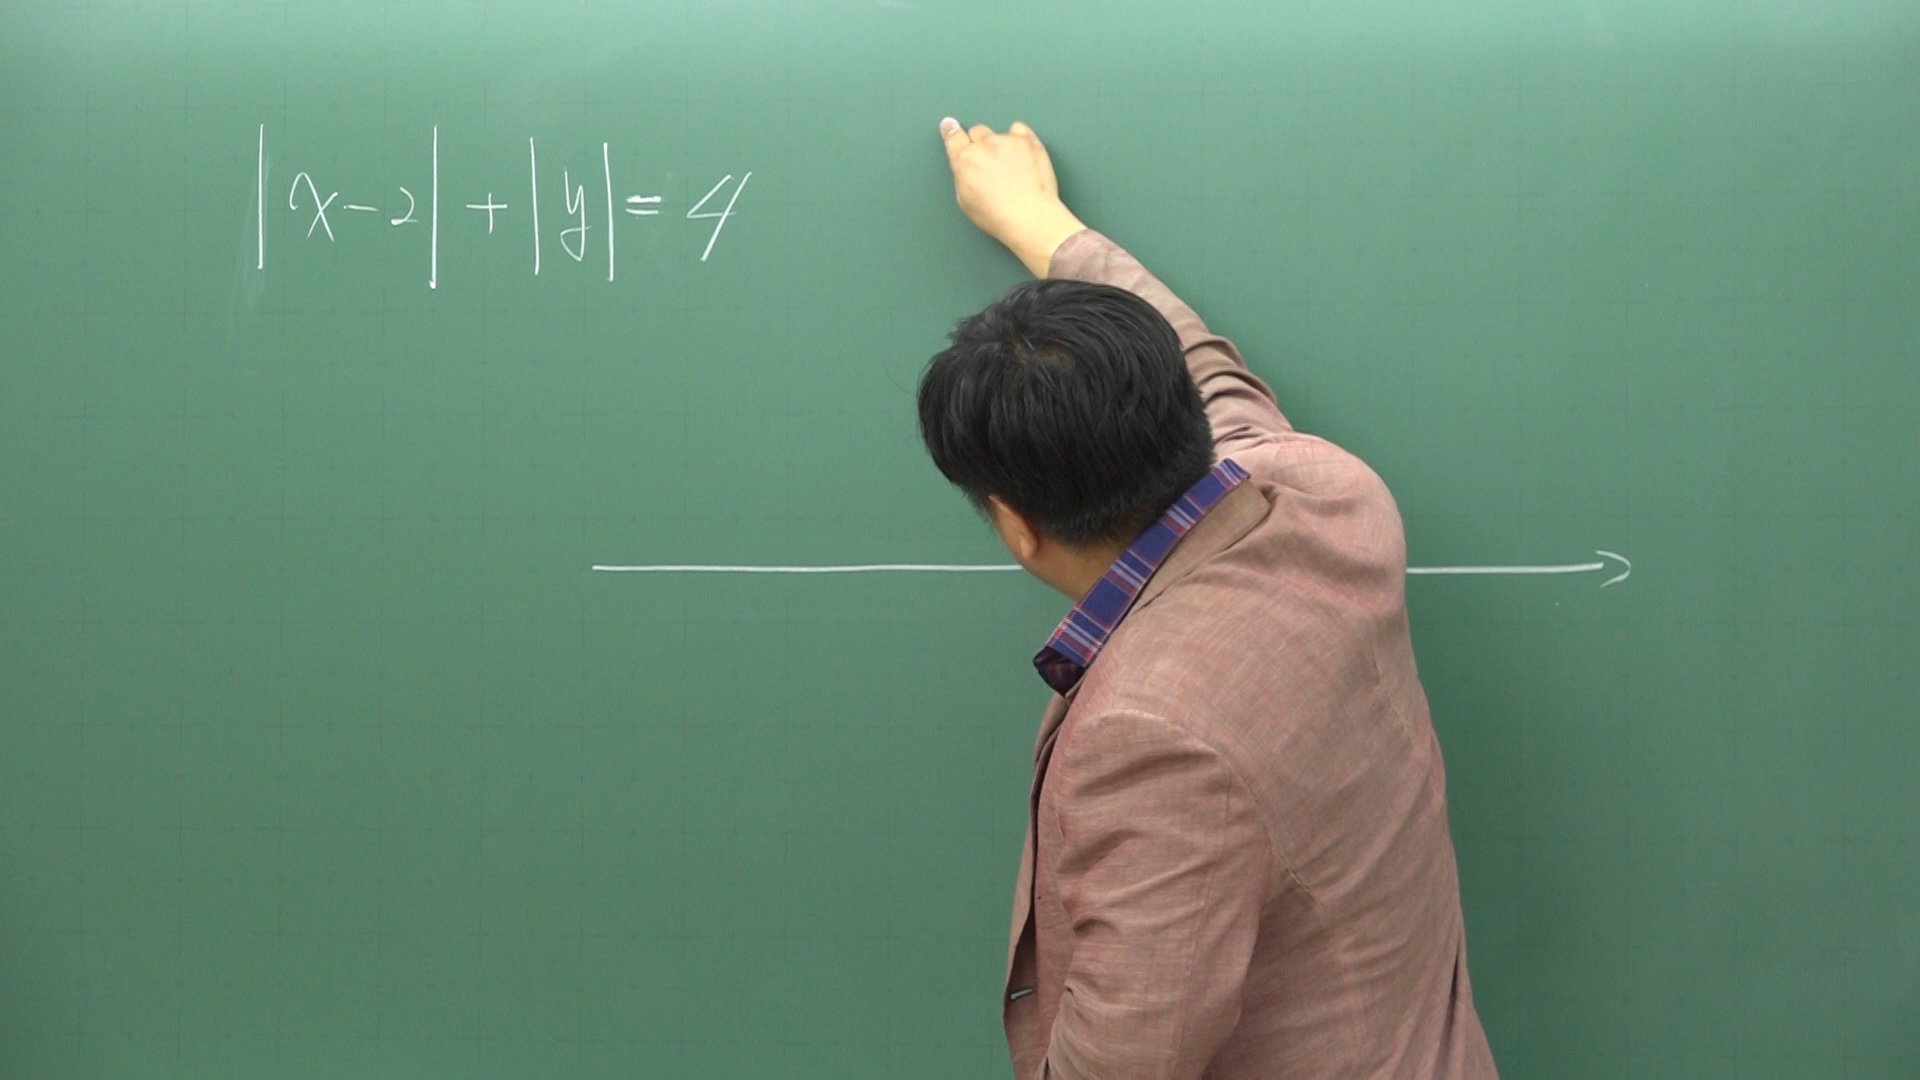 |x-2| + |y| = 4